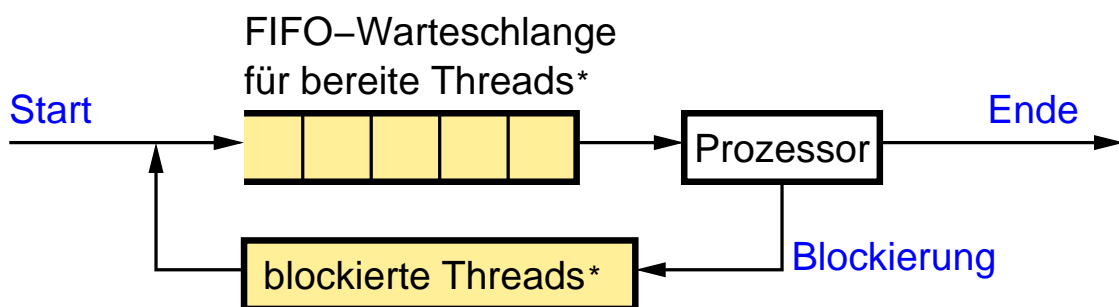 FIFO–Warteschlange
für bereite Threads*
Start
Ende
Prozessor
Blockierung
blockierte Threads*